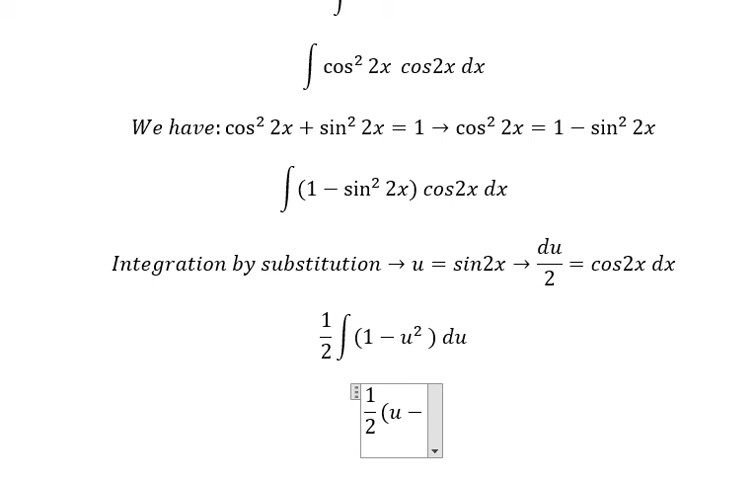 ∫ cos² 2x cos2x dx
We have: cos² 2x + sin² 2x = 1 → cos² 2x = 1 − sin² 2x
∫ (1 − sin² 2x) cos2x dx
Integration by substitution → u = sin2x → du/2 = cos2x dx
1/2 ∫ (1 − u² ) du
1/2 (u −